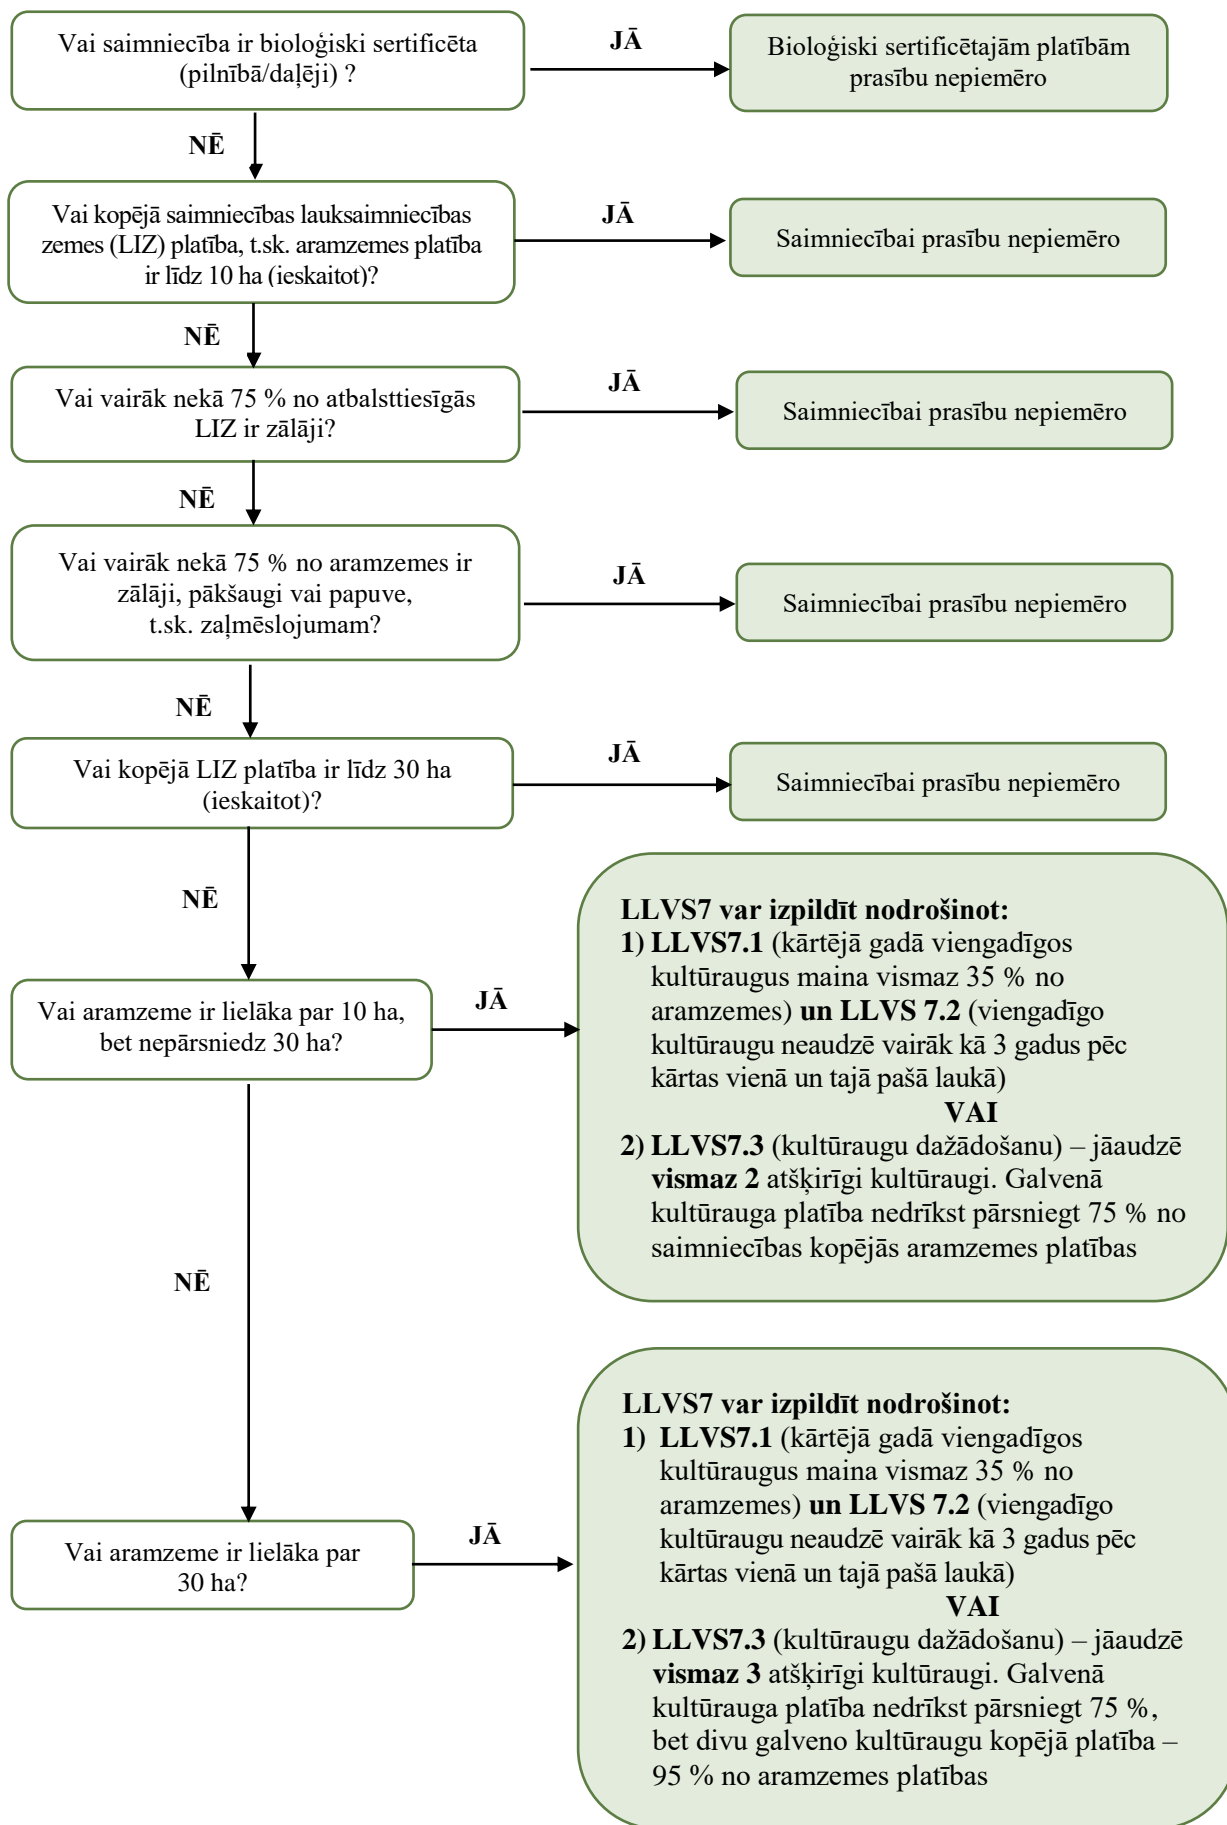 Vai saimniecība ir bioloģiski sertificēta
(pilnībā/daļēji) ?
JĀ
Bioloģiski sertificētajām platībām
prasību nepiemēro
NĒ
Vai kopējā saimniecības lauksaimniecības
zemes (LIZ) platība, t.sk. aramzemes platība
ir līdz 10 ha (ieskaitot)?
JĀ
Saimniecībai prasību nepiemēro
NĒ
Vai vairāk nekā 75 % no atbalsttiesīgās
LIZ ir zālāji?
JĀ
Saimniecībai prasību nepiemēro
NĒ
Vai vairāk nekā 75 % no aramzemes ir
zālāji, pākšaugi vai papuve,
t.sk. zaļmēslojumam?
JĀ
Saimniecībai prasību nepiemēro
NĒ
Vai kopējā LIZ platība ir līdz 30 ha
(ieskaitot)?
JĀ
Saimniecībai prasību nepiemēro
NĒ
Vai aramzeme ir lielāka par 10 ha,
bet nepārsniedz 30 ha?
JĀ
LLVS7 var izpildīt nodrošinot:
1) LLVS7.1 (kārtējā gadā viengadīgos
kultūraugus maina vismaz 35 % no
aramzemes) un LLVS 7.2 (viengadīgo
kultūraugu neaudzē vairāk kā 3 gadus pēc
kārtas vienā un tajā pašā laukā)
VAI
2) LLVS7.3 (kultūraugu dažādošanu) – jāaudzē
vismaz 2 atšķirīgi kultūraugi. Galvenā
kultūrauga platība nedrīkst pārsniegt 75 % no
saimniecības kopējās aramzemes platības
NĒ
Vai aramzeme ir lielāka par
30 ha?
JĀ
LLVS7 var izpildīt nodrošinot:
1) LLVS7.1 (kārtējā gadā viengadīgos
kultūraugus maina vismaz 35 % no
aramzemes) un LLVS 7.2 (viengadīgo
kultūraugu neaudzē vairāk kā 3 gadus pēc
kārtas vienā un tajā pašā laukā)
VAI
2) LLVS7.3 (kultūraugu dažādošanu) – jāaudzē
vismaz 3 atšķirīgi kultūraugi. Galvenā
kultūrauga platība nedrīkst pārsniegt 75 %,
bet divu galveno kultūraugu kopējā platība –
95 % no aramzemes platības